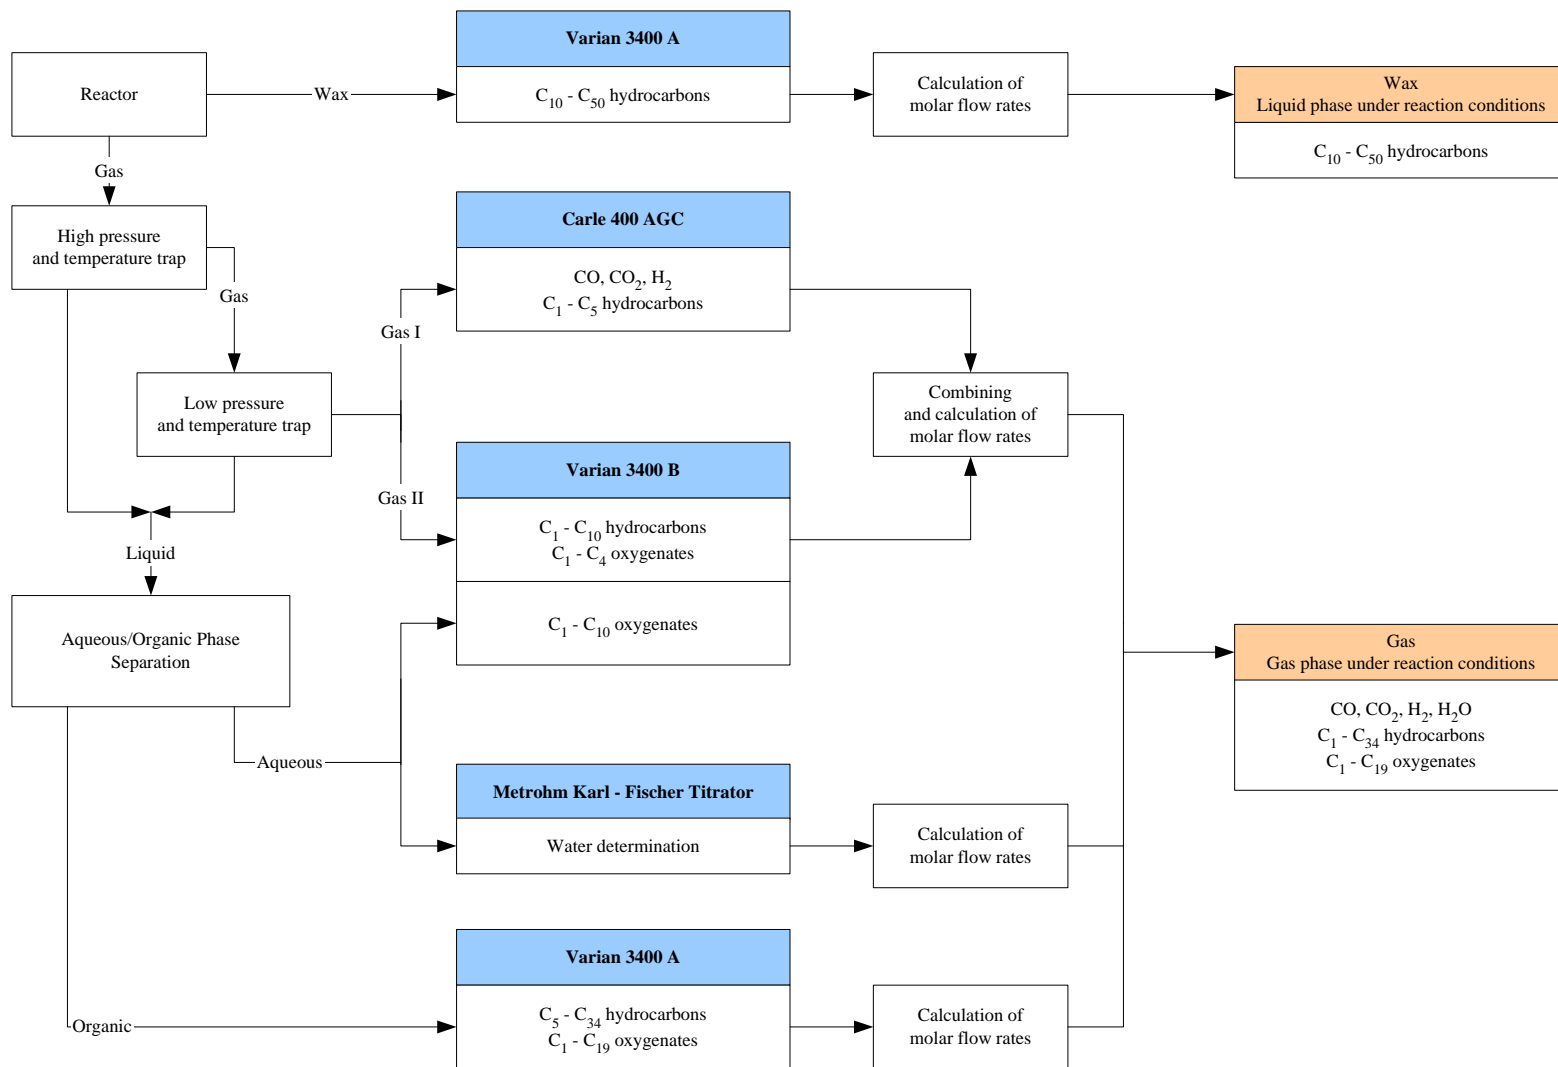 Varian 3400 A
Reactor
Wax
C₁₀ - C₅₀ hydrocarbons
Calculation of
molar flow rates
Wax
Liquid phase under reaction conditions
C₁₀ - C₅₀ hydrocarbons
Gas
High pressure
and temperature trap
Gas
Carle 400 AGC
CO, CO₂, H₂
C₁ - C₅ hydrocarbons
Gas I
Low pressure
and temperature trap
Combining
and calculation of
molar flow rates
Gas II
Varian 3400 B
C₁ - C₁₀ hydrocarbons
C₁ - C₄ oxygenates
C₁ - C₁₀ oxygenates
Liquid
Aqueous/Organic Phase
Separation
Gas
Gas phase under reaction conditions
CO, CO₂, H₂, H₂O
C₁ - C₃₄ hydrocarbons
C₁ - C₁₉ oxygenates
Aqueous
Metrohm Karl - Fischer Titrator
Water determination
Calculation of
molar flow rates
Organic
Varian 3400 A
C₅ - C₃₄ hydrocarbons
C₁ - C₁₉ oxygenates
Calculation of
molar flow rates